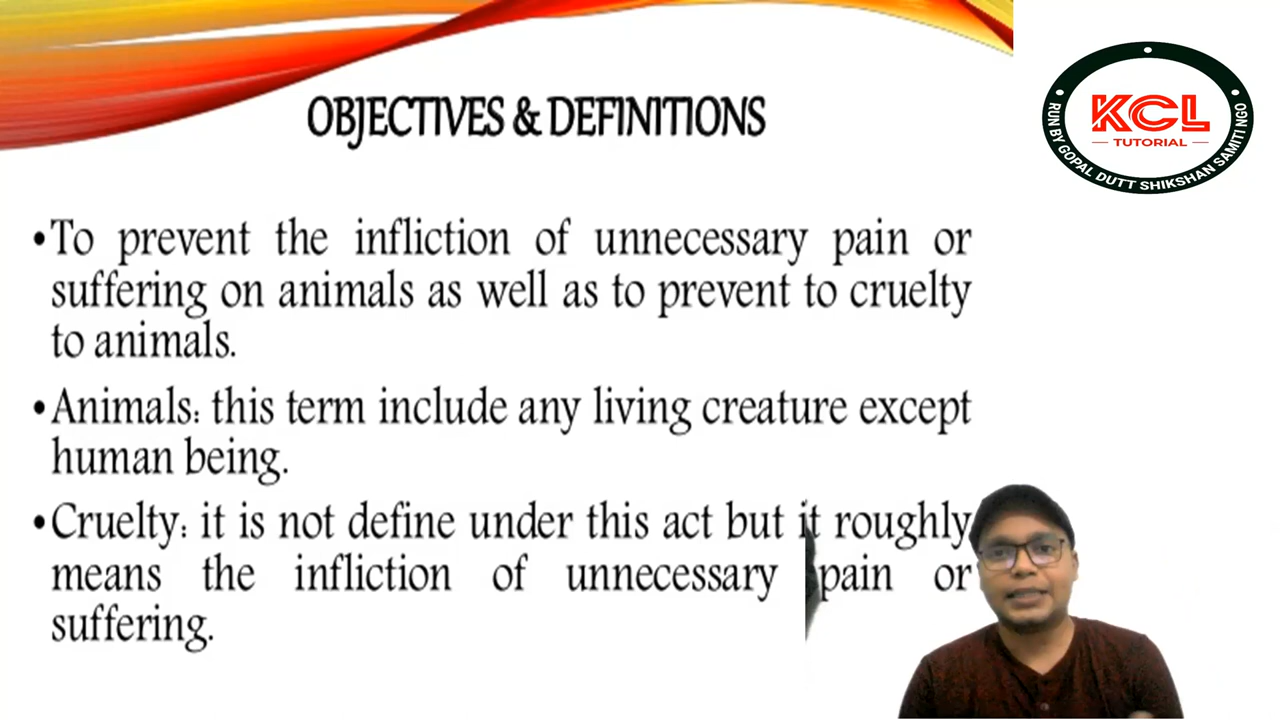 OBJECTIVES & DEFINITIONS
KCL
TUTORIAL
RUN BY GOPAL DUTT SHIKSHAN SAMITI NGO
•To prevent the infliction of unnecessary pain or
suffering on animals as well as to prevent to cruelty
to animals.
•Animals: this term include any living creature except
human being.
•Cruelty: it is not define under this act but it roughly
means the infliction of unnecessary pain or
suffering.